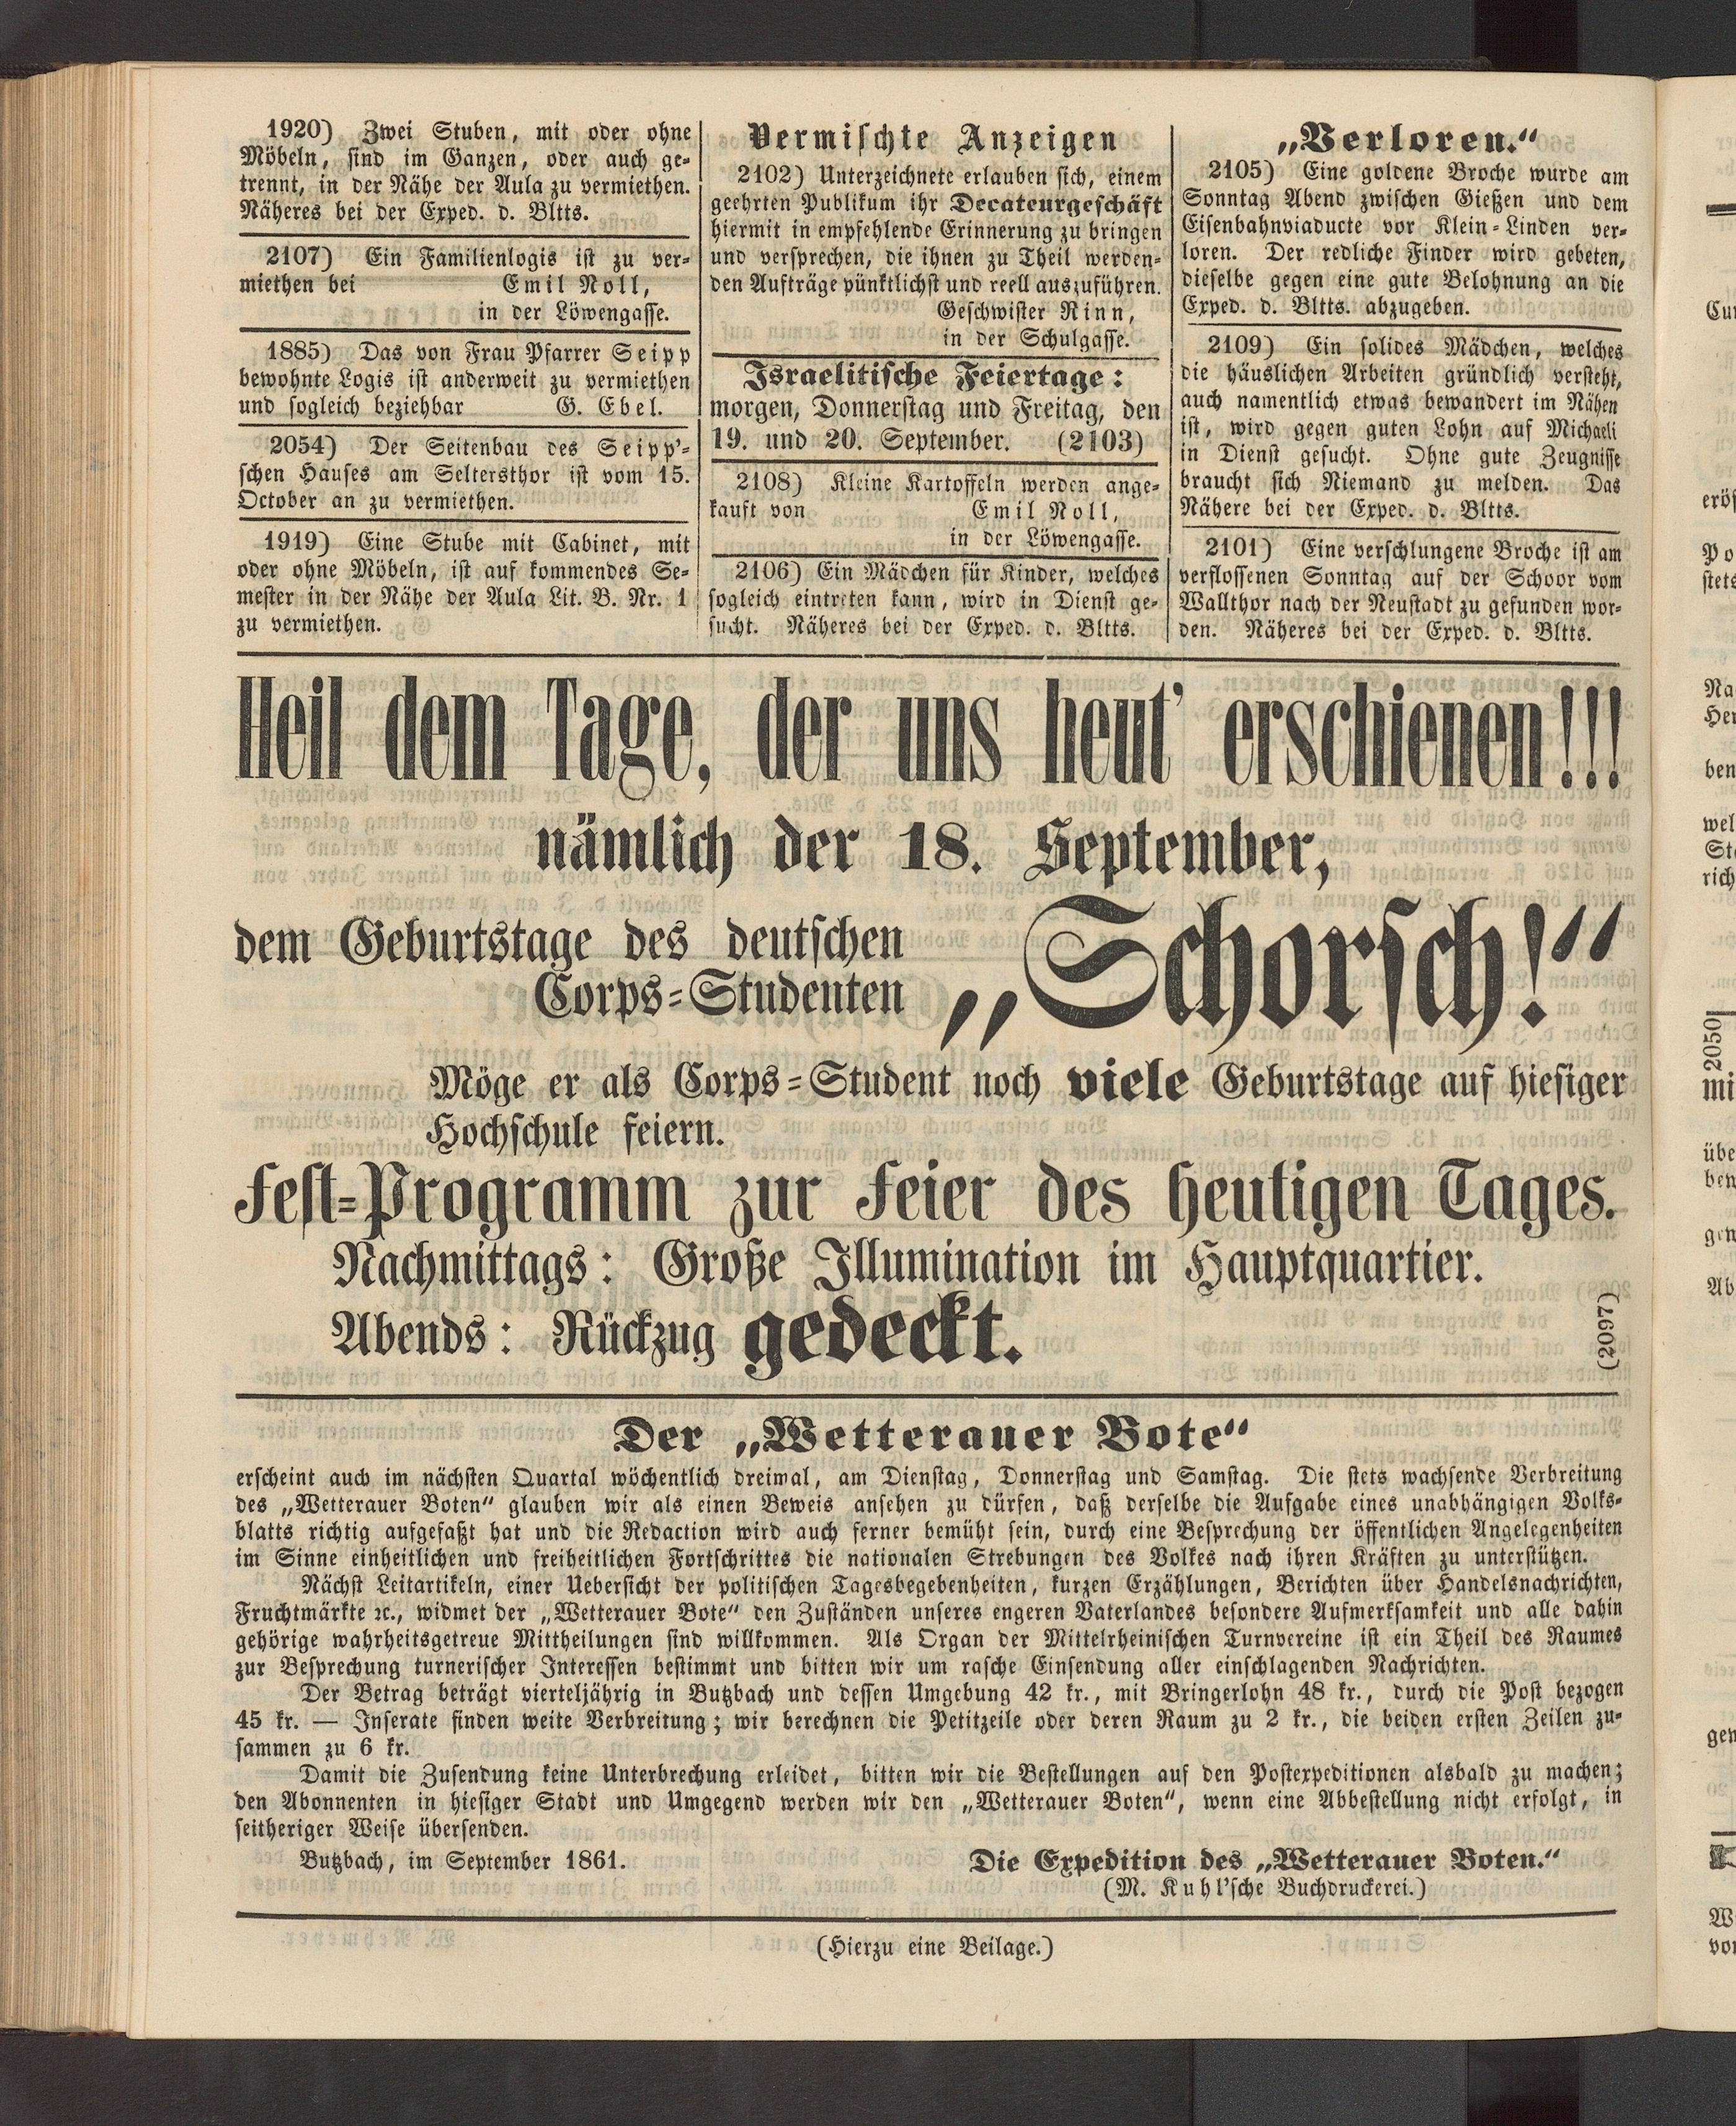 1920) Zwei Stuben, mit oder ohne
Möbeln, sind im Ganzen, oder auch ge-
trennt, in der Nähe der Aula zu vermiethen.
Näheres bei der Exped. d. Bltts.
2107) Ein Familienlogis ist zu ver-
miethen bei Emil Noll,
in der Löwengasse.
1885) Das von Frau Pfarrer Seipp
bewohnte Logis ist anderweit zu vermiethen
und sogleich beziehbar G. Ebel.
2054) Der Seitenbau des Seipp'-
schen Hauses am Seltersthor ist vom 15.
October an zu vermiethen.
1919) Eine Stube mit Cabinet, mit
oder ohne Möbeln, ist auf kommendes Se-
mester in der Nähe der Aula Lit. B. Nr. 1
zu vermiethen.
Vermischte Anzeigen
2102) Unterzeichnete erlauben sich, einem
geehrten Publikum ihr Decateurgeschäft
hiermit in empfehlende Erinnerung zu bringen
und versprechen, die ihnen zu Theil werden-
den Aufträge pünktlichst und reell auszuführen.
Geschwister Rinn,
in der Schulgasse.
Israelitische Feiertage:
morgen, Donnerstag und Freitag, den
19. und 20. September. (2103)
2108) Kleine Kartoffeln werden ange-
kauft von Emil Noll,
in der Löwengasse.
2106) Ein Mädchen für Kinder, welches
sogleich eintreten kann, wird in Dienst ge-
sucht. Näheres bei der Exped. d. Bltts.
„Verloren.“
2105) Eine goldene Broche wurde am
Sonntag Abend zwischen Gießen und dem
Eisenbahnviaducte vor Klein-Linden ver-
loren. Der redliche Finder wird gebeten,
dieselbe gegen eine gute Belohnung an die
Exped. d. Bltts. abzugeben.
2109) Ein solides Mädchen, welches
die häuslichen Arbeiten gründlich versteht,
auch namentlich etwas bewandert im Nähen
ist, wird gegen guten Lohn auf Michaeli
in Dienst gesucht. Ohne gute Zeugnisse
braucht sich Niemand zu melden. Das
Nähere bei der Exped. d. Bltts.
2101) Eine verschlungene Broche ist am
verflossenen Sonntag auf der Schoor vom
Wallthor nach der Neustadt zu gefunden wor-
den. Näheres bei der Exped. d. Bltts.
Heil dem Tage, der uns heut' erschienen!!!
nämlich der 18. September,
dem Geburtstage des deutschen
Corps-Studenten „Schorsch!“
Möge er als Corps-Student noch viele Geburtstage auf hiesiger
Hochschule feiern.
Fest-Programm zur Feier des heutigen Tages.
Nachmittags: Große Illumination im Hauptquartier.
Abends: Rückzug gedeckt.
(2097)
Der „Wetterauer Bote“
erscheint auch im nächsten Quartal wöchentlich dreimal, am Dienstag, Donnerstag und Samstag. Die stets wachsende Verbreitung
des „Wetterauer Boten“ glauben wir als einen Beweis ansehen zu dürfen, daß derselbe die Aufgabe eines unabhängigen Volks-
blatts richtig aufgefaßt hat und die Redaction wird auch ferner bemüht sein, durch eine Besprechung der öffentlichen Angelegenheiten
im Sinne einheitlichen und freiheitlichen Fortschrittes die nationalen Strebungen des Volkes nach ihren Kräften zu unterstützen.
Nächst Leitartikeln, einer Uebersicht der politischen Tagesbegebenheiten, kurzen Erzählungen, Berichten über Handelsnachrichten,
Fruchtmärkte ꝛc., widmet der „Wetterauer Bote“ den Zuständen unseres engeren Vaterlandes besondere Aufmerksamkeit und alle dahin
gehörige wahrheitsgetreue Mittheilungen sind willkommen. Als Organ der Mittelrheinischen Turnvereine ist ein Theil des Raumes
zur Besprechung turnerischer Interessen bestimmt und bitten wir um rasche Einsendung aller einschlagenden Nachrichten.
Der Betrag beträgt vierteljährig in Butzbach und dessen Umgebung 42 kr., mit Bringerlohn 48 kr., durch die Post bezogen
45 kr. — Inserate finden weite Verbreitung; wir berechnen die Petitzeile oder deren Raum zu 2 kr., die beiden ersten Zeilen zu-
sammen zu 6 kr.
Damit die Zusendung keine Unterbrechung erleidet, bitten wir die Bestellungen auf den Postexpeditionen alsbald zu machen;
den Abonnenten in hiesiger Stadt und Umgegend werden wir den „Wetterauer Boten“, wenn eine Abbestellung nicht erfolgt, in
seitheriger Weise übersenden.
Butzbach, im September 1861.
Die Expedition des „Wetterauer Boten.“
(M. Kuhl'sche Buchdruckerei.)
(Hierzu eine Beilage.)
2050)